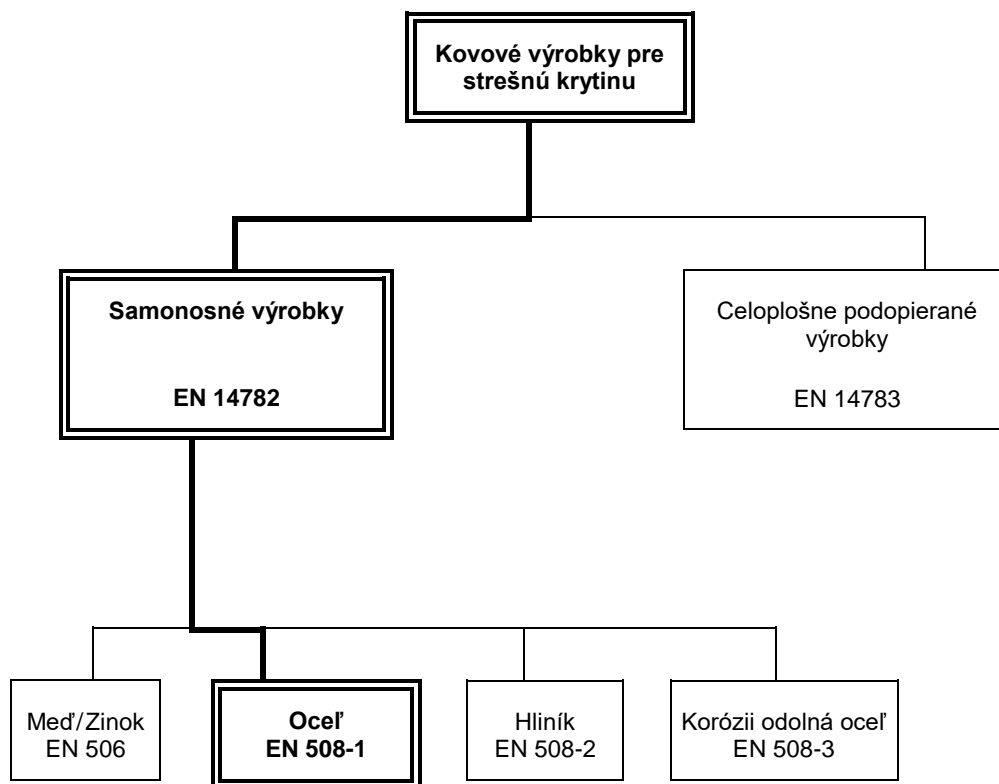 Kovové výrobky pre
strešnú krytinu
Samonosné výrobky
EN 14782
Celoplošne podopierané
výrobky
EN 14783
Meď/Zinok
EN 506
Oceľ
EN 508-1
Hliník
EN 508-2
Korózii odolná oceľ
EN 508-3